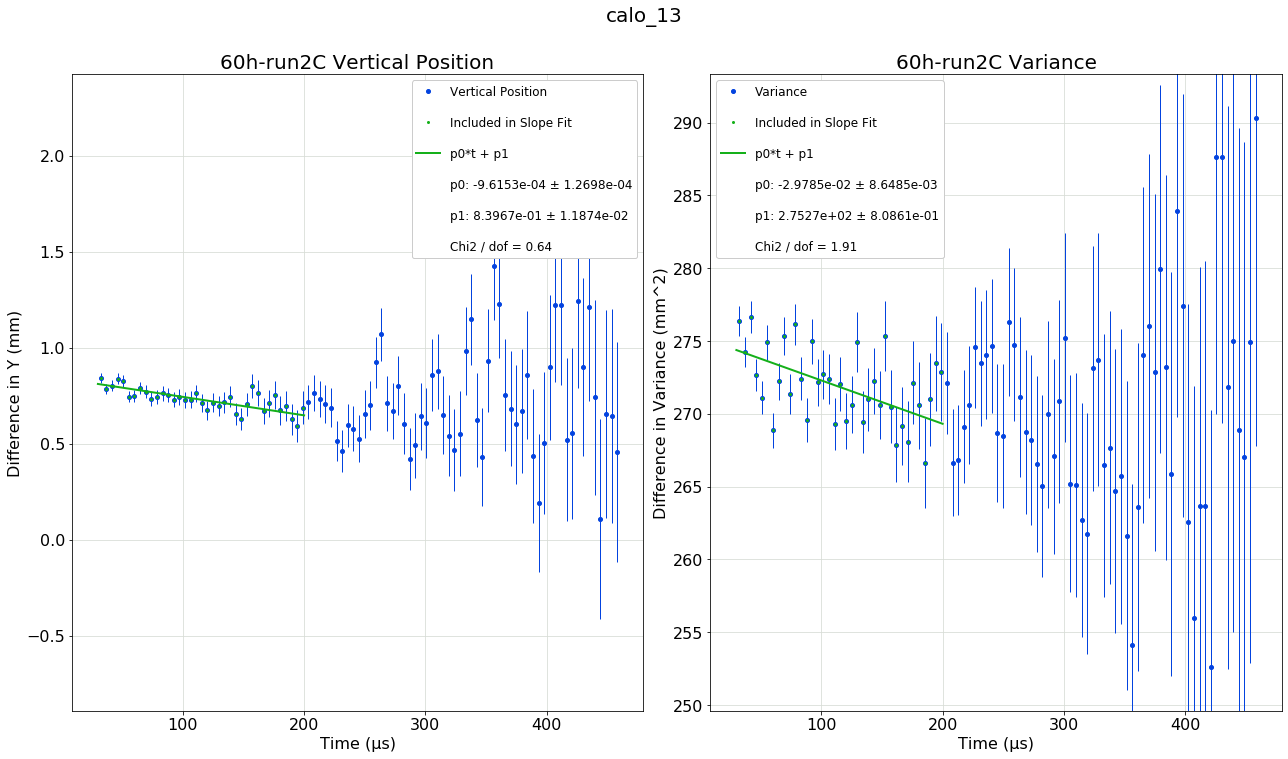 calo_13
60h-run2C Vertical Position
Vertical Position
Included in Slope Fit
p0*t + p1
p0: -9.6153e-04 ± 1.2698e-04
p1: 8.3967e-01 ± 1.1874e-02
Chi2 / dof = 0.64
Difference in Y (mm)
2.0
1.5
1.0
0.5
0.0
−0.5
100
200
300
400
Time (μs)
60h-run2C Variance
Variance
Included in Slope Fit
p0*t + p1
p0: -2.9785e-02 ± 8.6485e-03
p1: 2.7527e+02 ± 8.0861e-01
Chi2 / dof = 1.91
Difference in Variance (mm^2)
290
285
280
275
270
265
260
255
250
100
200
300
400
Time (μs)